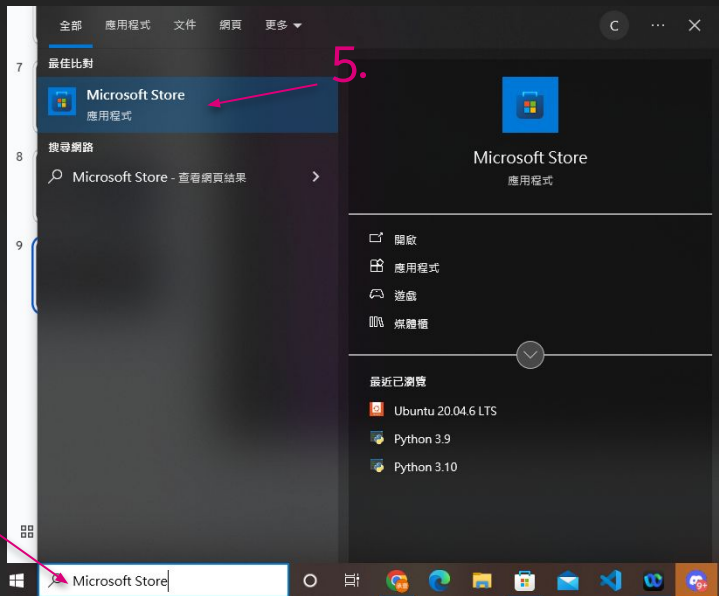 全部 應用程式 文件 網頁 更多 C
7
最佳比對
5.
Microsoft Store
應用程式
8
搜尋網路
Microsoft Store - 查看網頁結果
9
Microsoft Store
應用程式
開啟
應用程式
遊戲
媒體櫃
最近已瀏覽
Ubuntu 20.04.6 LTS
Python 3.9
Python 3.10
Microsoft Store